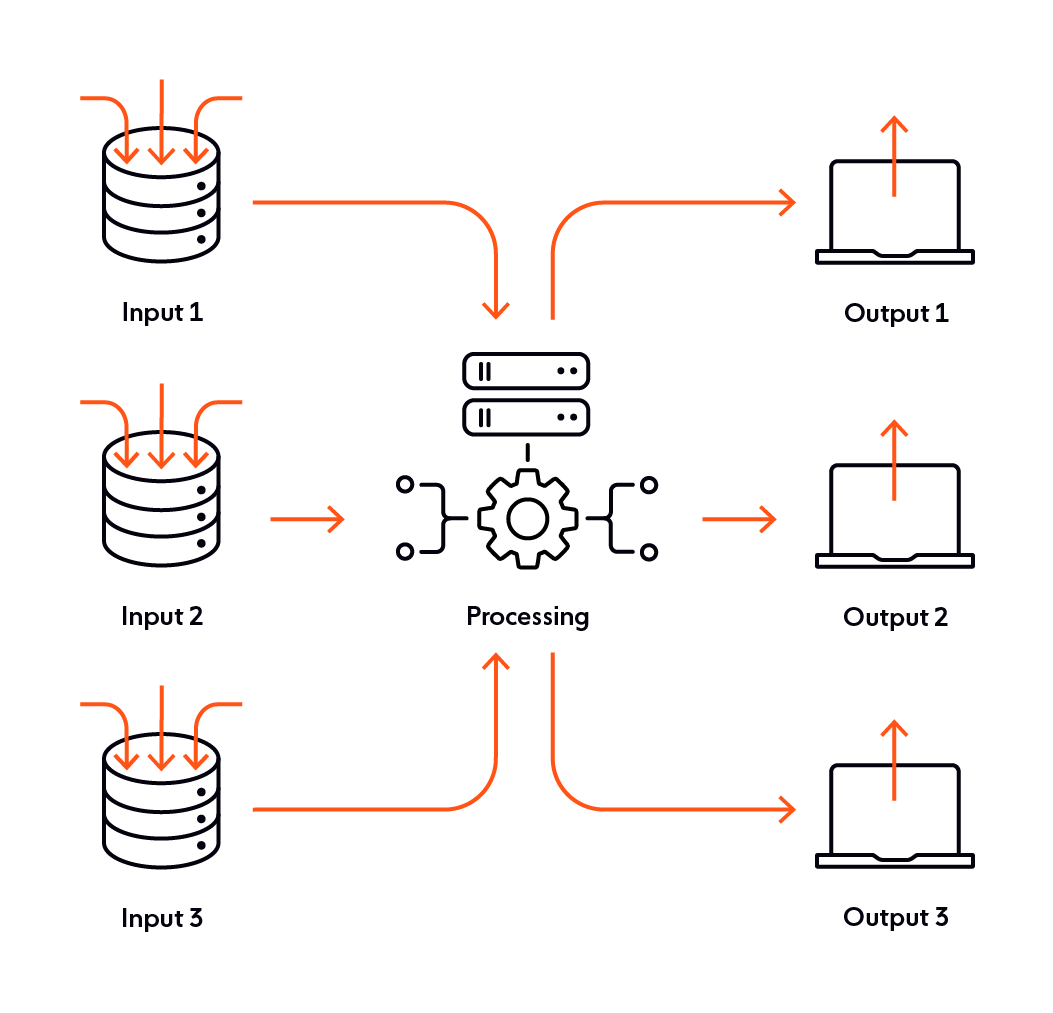 Input 1
Output 1
Input 2
Processing
Output 2
Input 3
Output 3